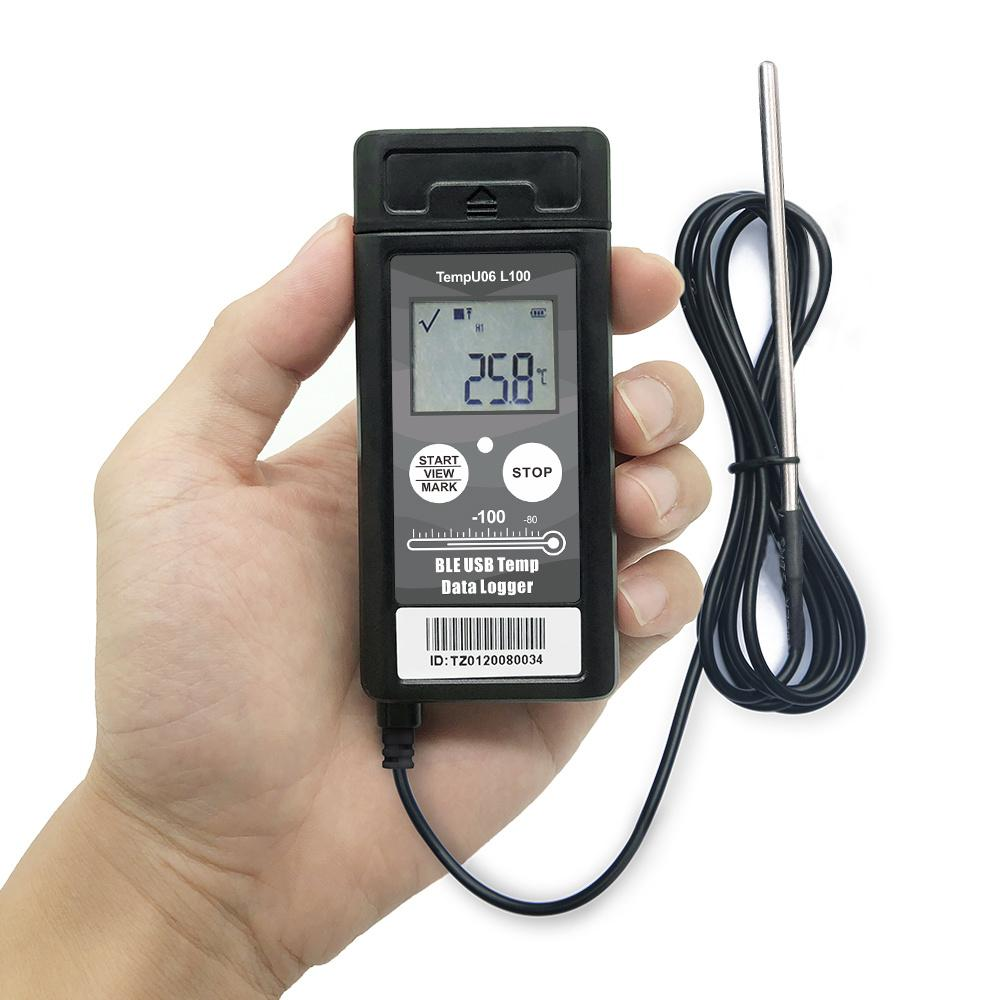 TempU06 L100
H1
25.8 °C
START
VIEW
MARK
STOP
-100 -80
BLE USB Temp
Data Logger
ID:TZ0120080034